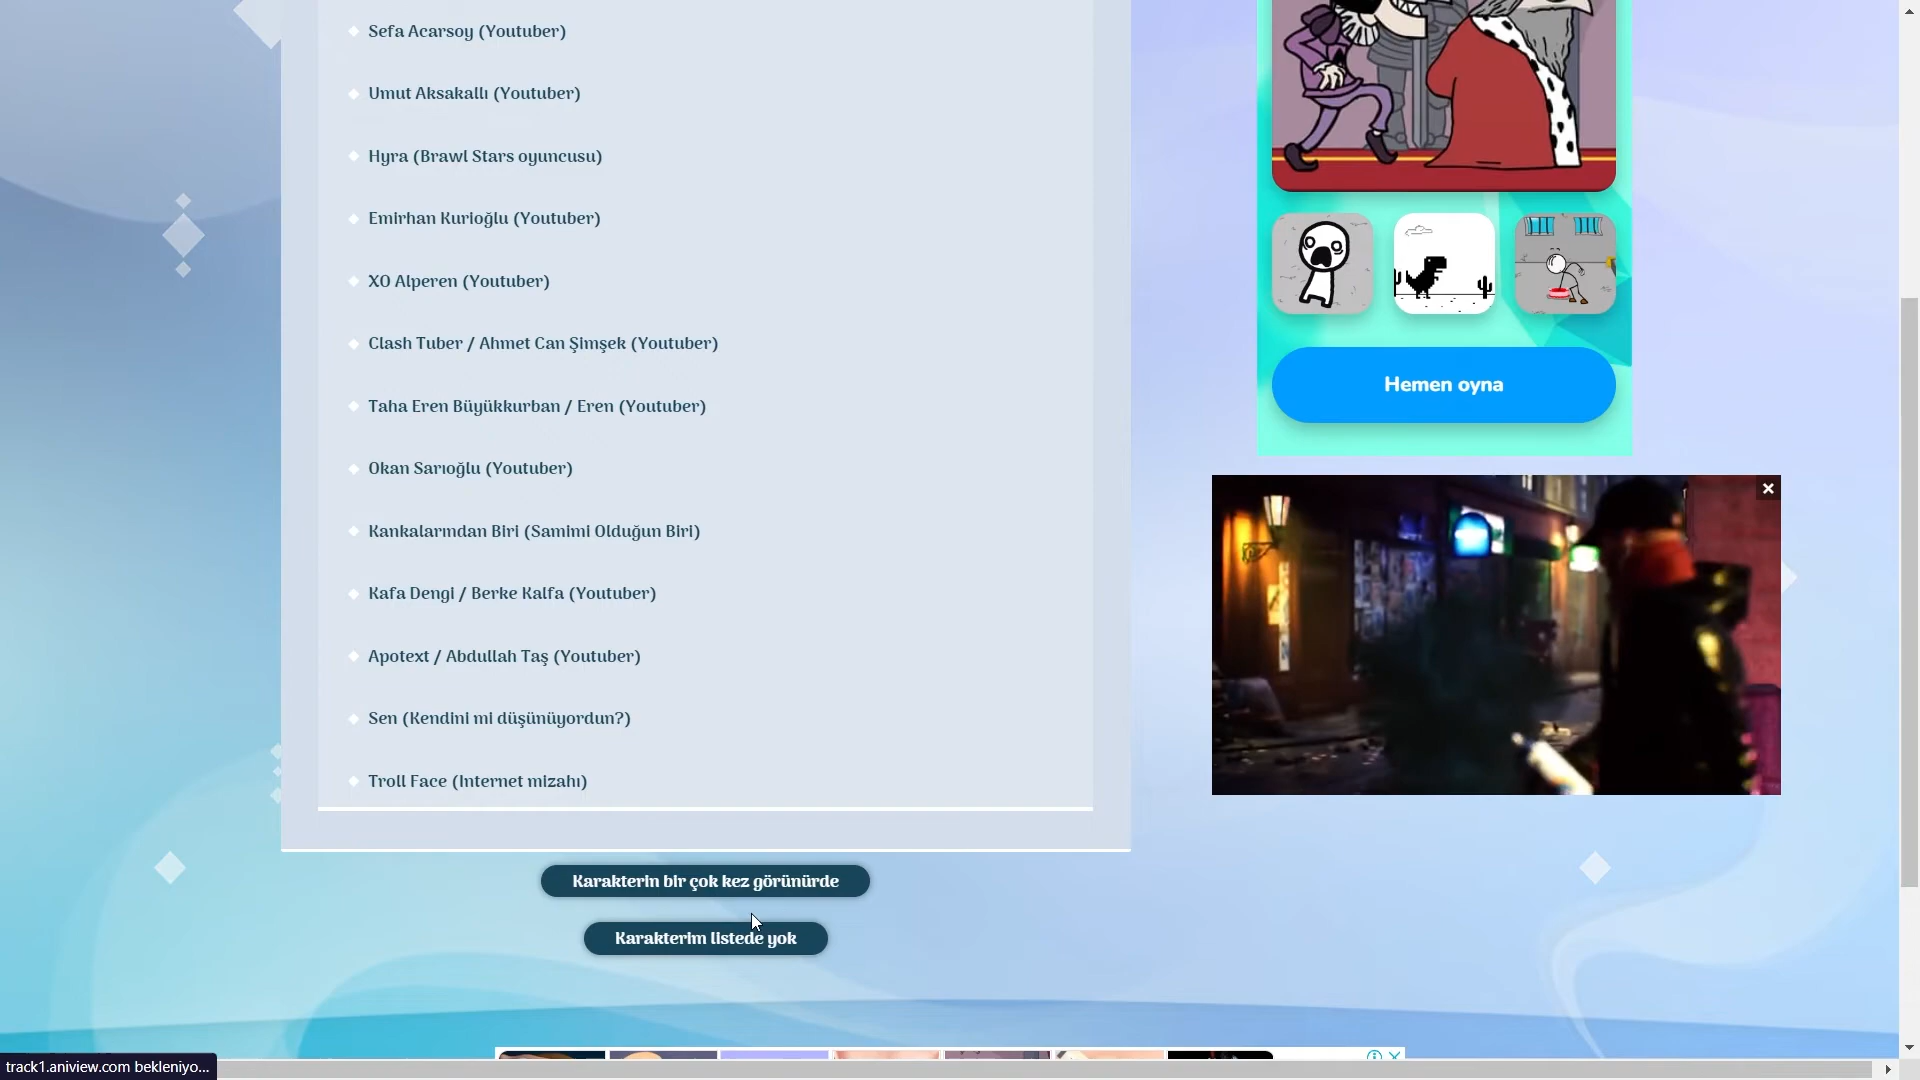 Sefa Acarsoy (Youtuber)
Umut Aksakallı (Youtuber)
Hyra (Brawl Stars oyuncusu)
Emirhan Kurioğlu (Youtuber)
XO Alperen (Youtuber)
Clash Tuber / Ahmet Can Şimşek (Youtuber)
Taha Eren Büyükkurban / Eren (Youtuber)
Okan Sarıoğlu (Youtuber)
Kankalarından Biri (Samimi Olduğun Biri)
Kafa Dengi / Berke Kalfa (Youtuber)
Apotext / Abdullah Taş (Youtuber)
Sen (Kendini mi düşünüyordun?)
Troll Face (Internet mizahı)
Karakterin bir çok kez görünürde
Karakterim listede yok
Hemen oyna
track1.aniview.com bekleniyo...